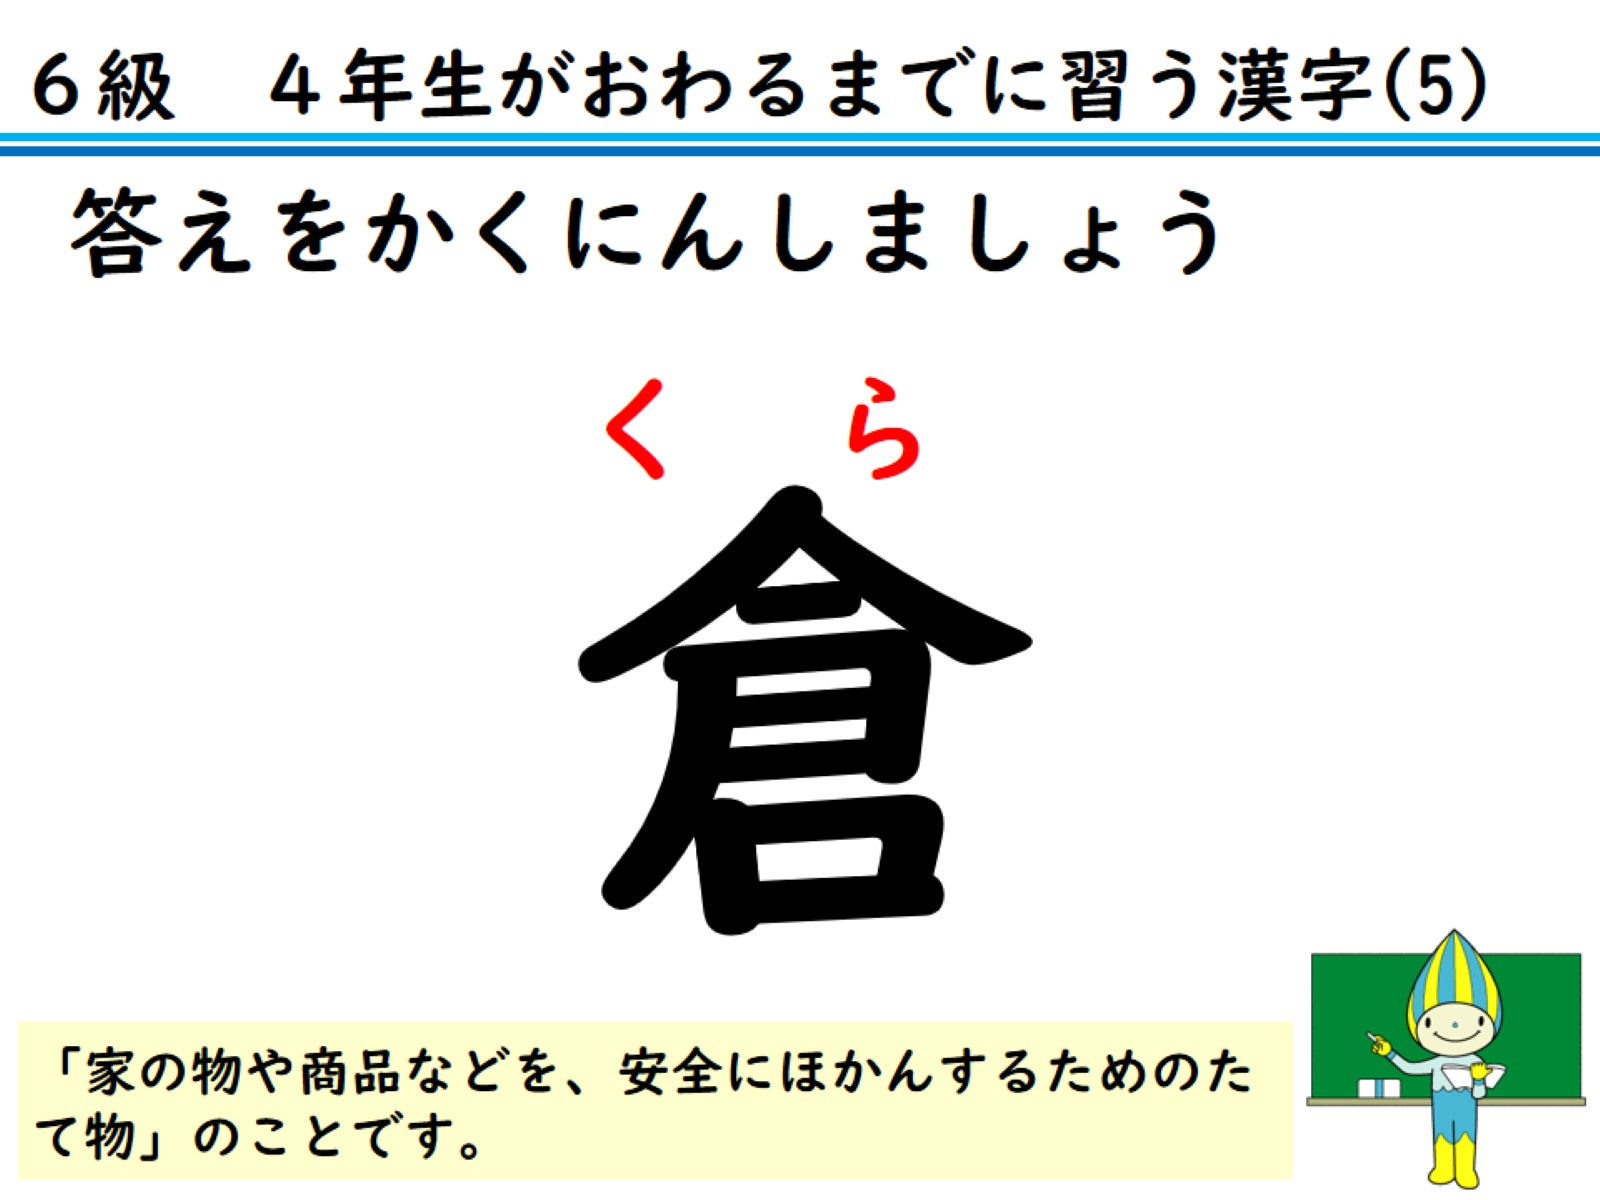 ６級　４年生がおわるまでに習う漢字(5)
答えをかくにんしましょう
くら
倉
「家の物や商品などを、安全にほかんするためのた
て物」のことです。